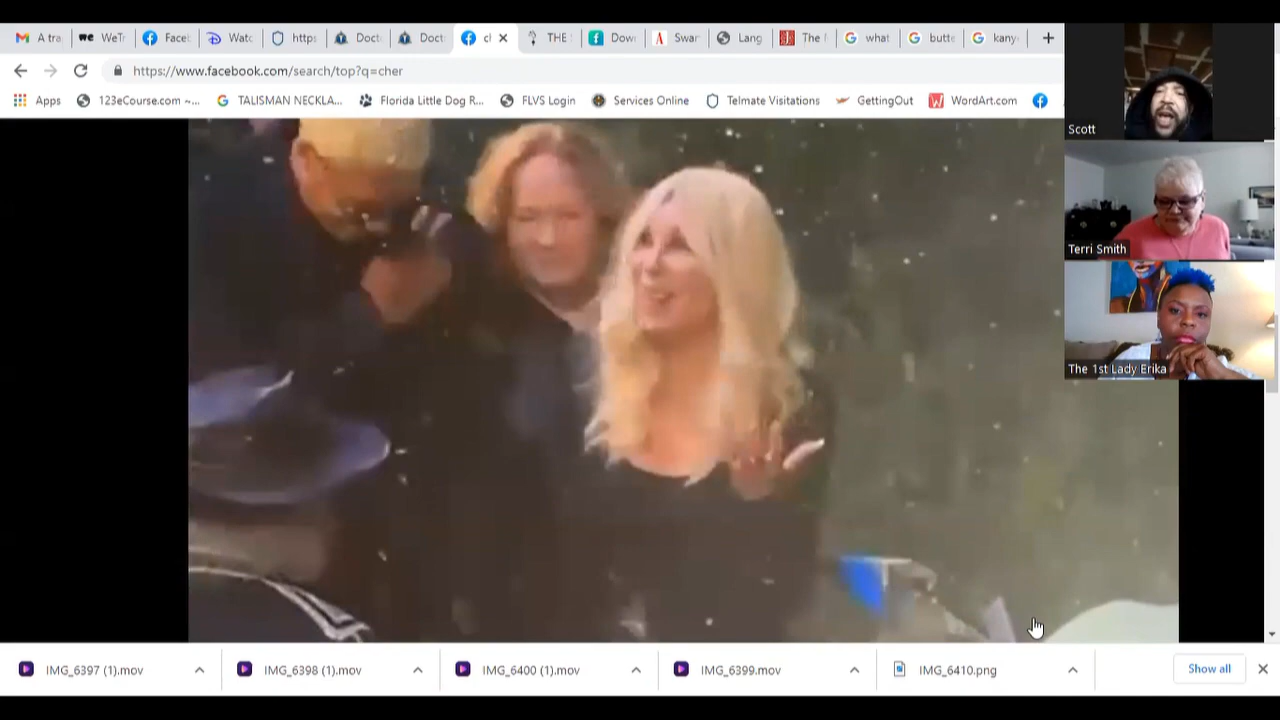 A tra
WeTr
Facel
Watc
https
Doct
Doct
cl
THE
Dow
Swar
Lang
The
what
butte
kany
https://www.facebook.com/search/top?q=cher
Apps
123eCourse.com ~...
TALISMAN NECKLA...
Florida Little Dog R...
FLVS Login
Services Online
Telmate Visitations
GettingOut
WordArt.com
Scott
Terri Smith
The 1st Lady Erika
IMG_6397 (1).mov
IMG_6398 (1).mov
IMG_6400 (1).mov
IMG_6399.mov
IMG_6410.png
Show all